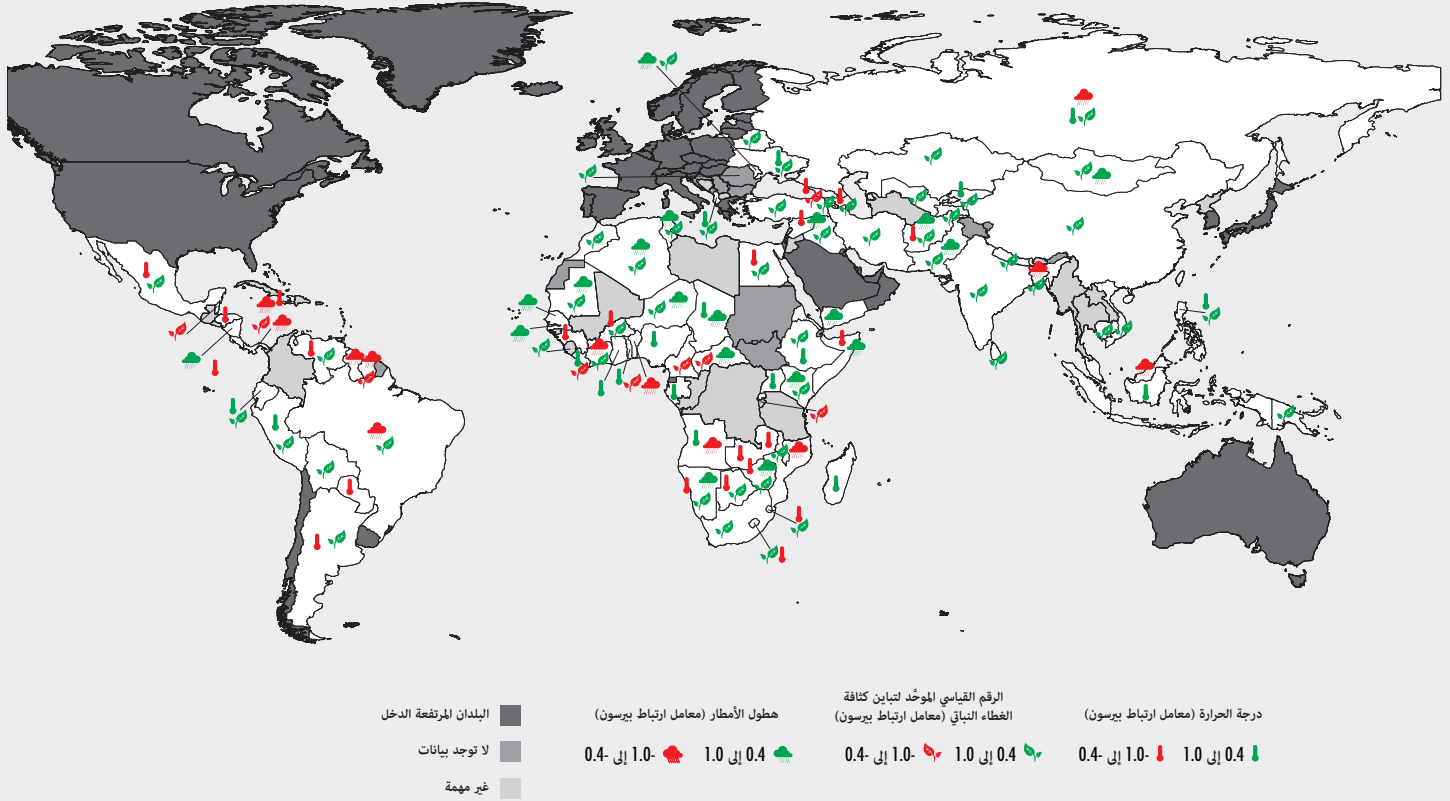 درجة الحرارة (معامل ارتباط بيرسون)
0.4 إلى 1.0
-1.0 إلى -0.4
الرقم القياسي الموحَّد لتباين كثافة
الغطاء النباتي (معامل ارتباط بيرسون)
0.4 إلى 1.0
-1.0 إلى -0.4
هطول الأمطار (معامل ارتباط بيرسون)
0.4 إلى 1.0
-1.0 إلى -0.4
البلدان المرتفعة الدخل
لا توجد بيانات
غير مهمة